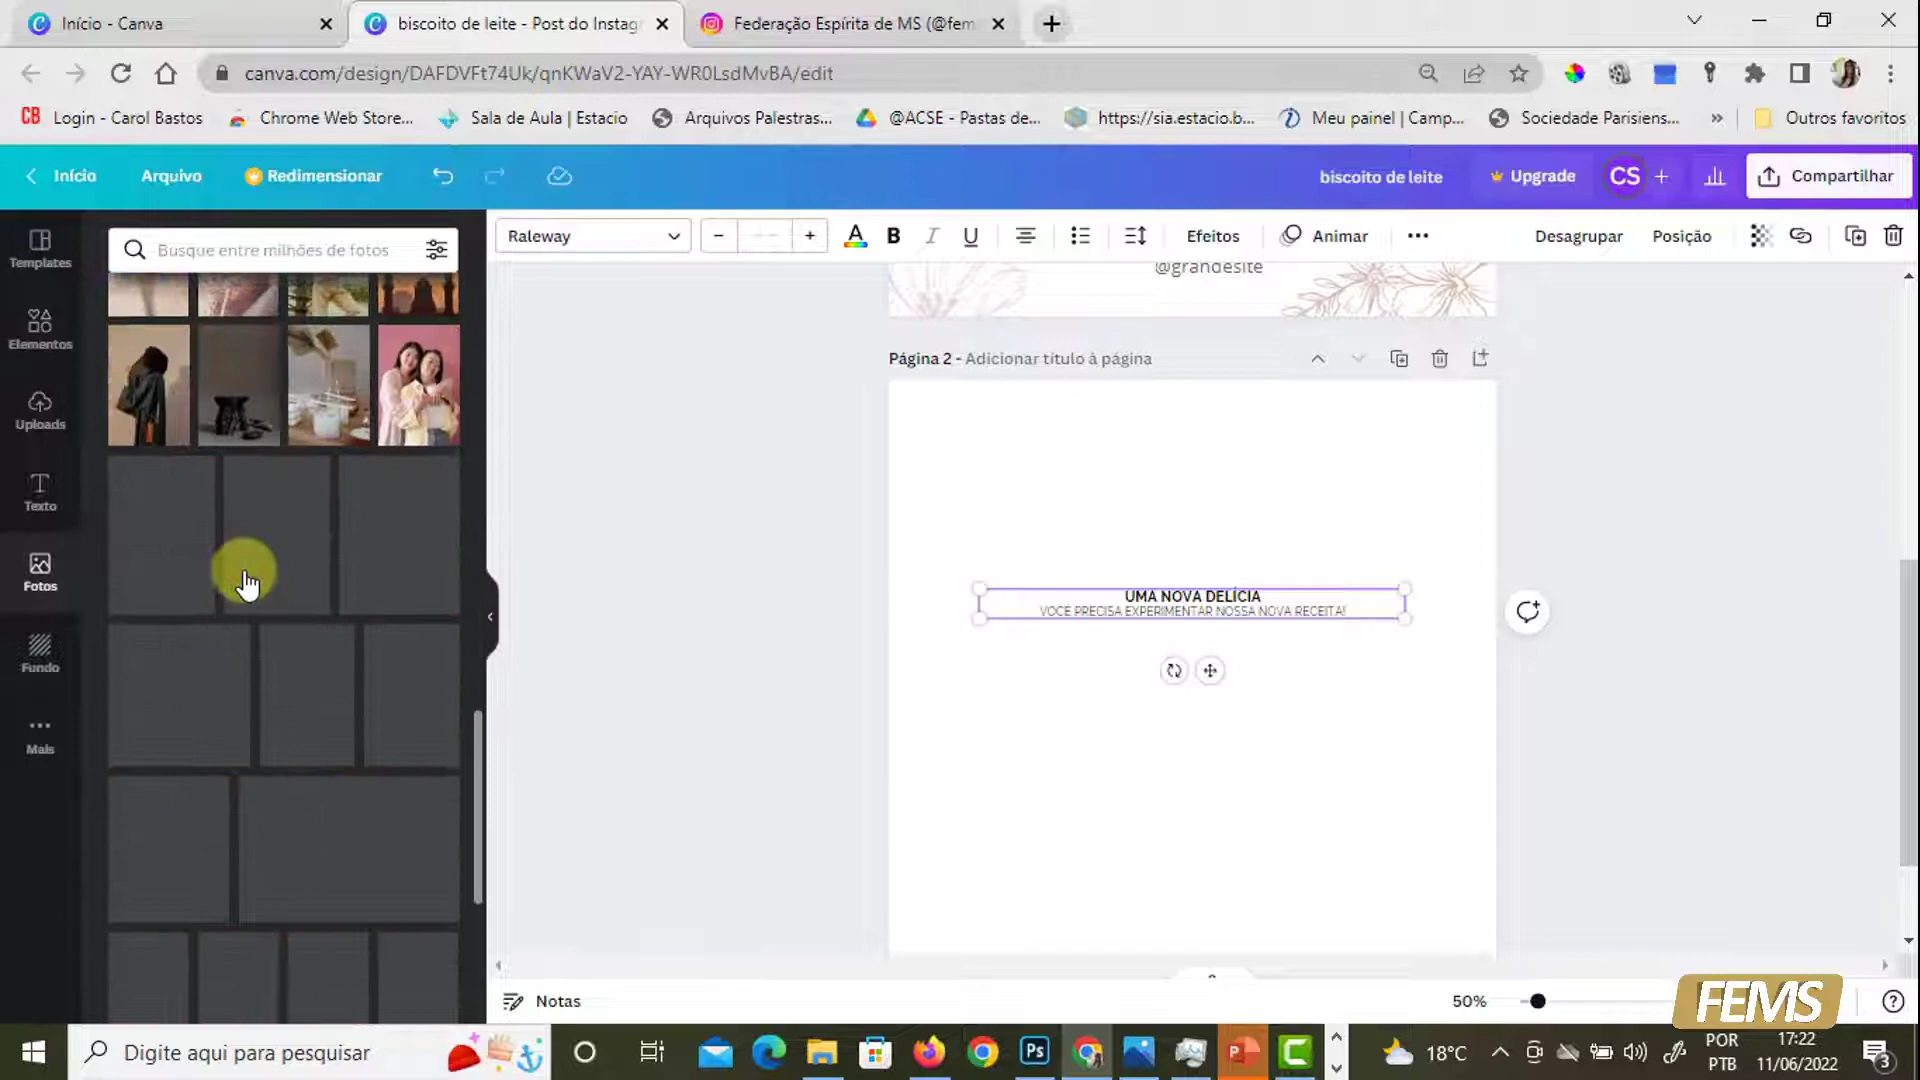 Início - Canva
biscoito de leite - Post do Instag
Federação Espírita de MS (@fem
canva.com/design/DAFDVFt74Uk/qnKWaV2-YAY-WR0LsdMvBA/edit
CB Login - Carol Bastos
Chrome Web Store...
Sala de Aula | Estacio
Arquivos Palestras...
@ACSE - Pastas de...
https://sia.estacio.b...
Meu painel | Camp...
Sociedade Parisiens...
»
Outros favoritos
Início
Arquivo
Redimensionar
biscoito de leite
Upgrade
CS
+
Compartilhar
Templates
Elementos
Uploads
Texto
Fotos
Fundo
Mais
Busque entre milhões de fotos
Raleway
− -- +
A B I U
Efeitos
Animar
Desagrupar
Posição
@grandesite
Página 2 - Adicionar título à página
UMA NOVA DELÍCIA
VOCE PRECISA EXPERIMENTAR NOSSA NOVA RECEITA!
Notas
50%
FEMS
Digite aqui para pesquisar
Ps
18°C
POR
PTB
17:22
11/06/2022
3